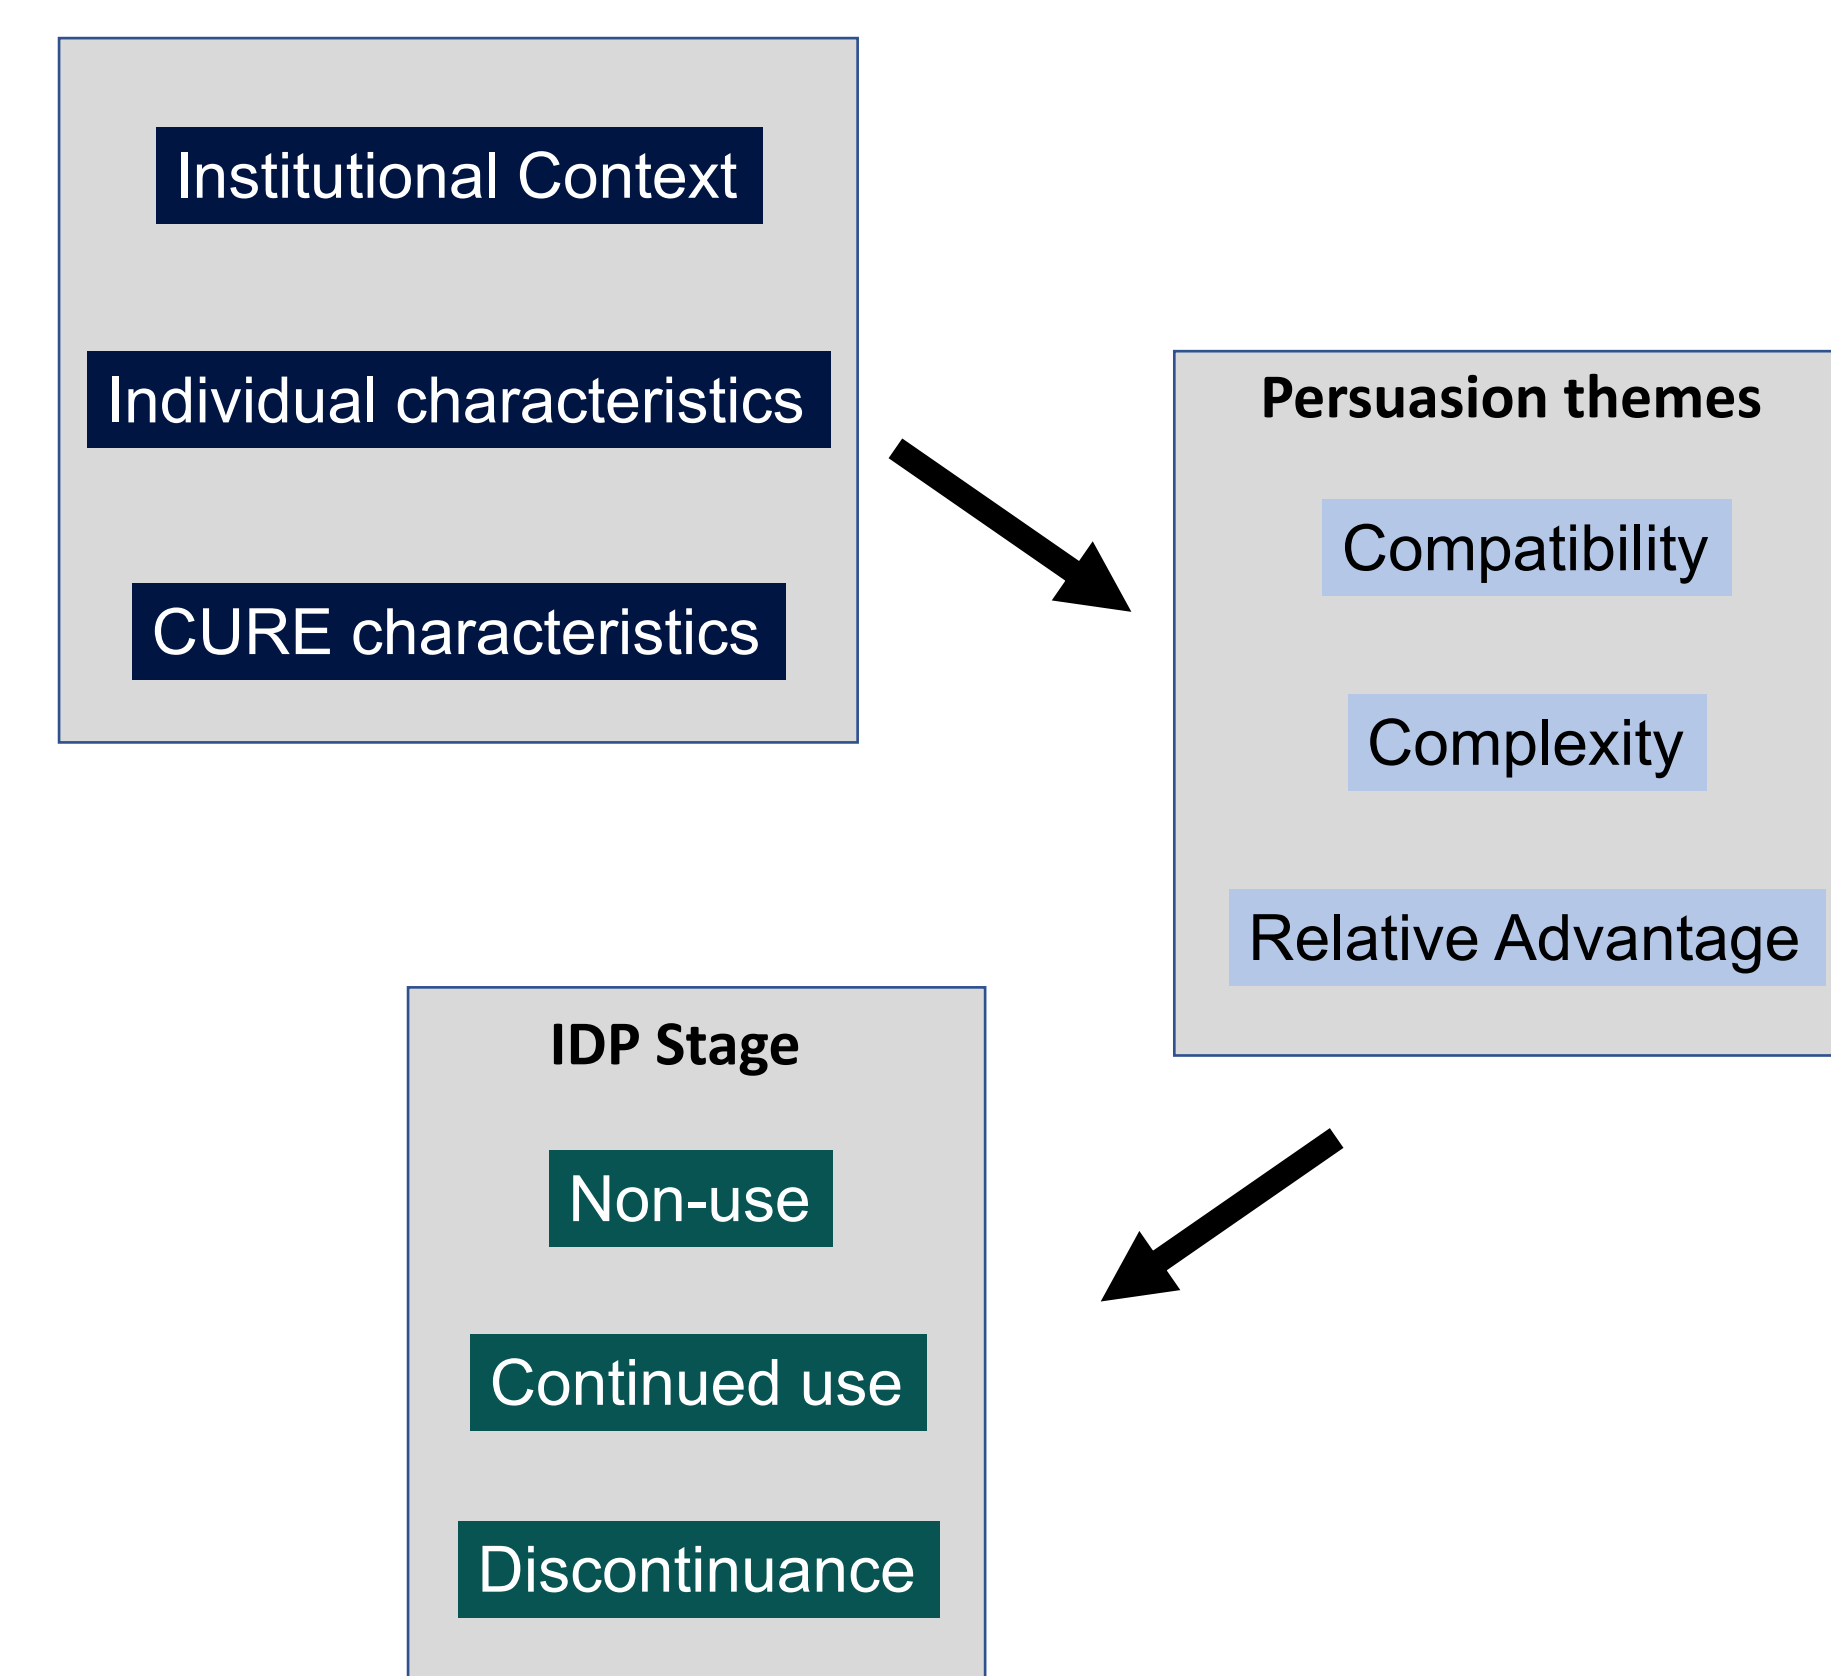 Institutional Context
Individual characteristics
CURE characteristics
Persuasion themes
Compatibility
Complexity
Relative Advantage
IDP Stage
Non-use
Continued use
Discontinuance